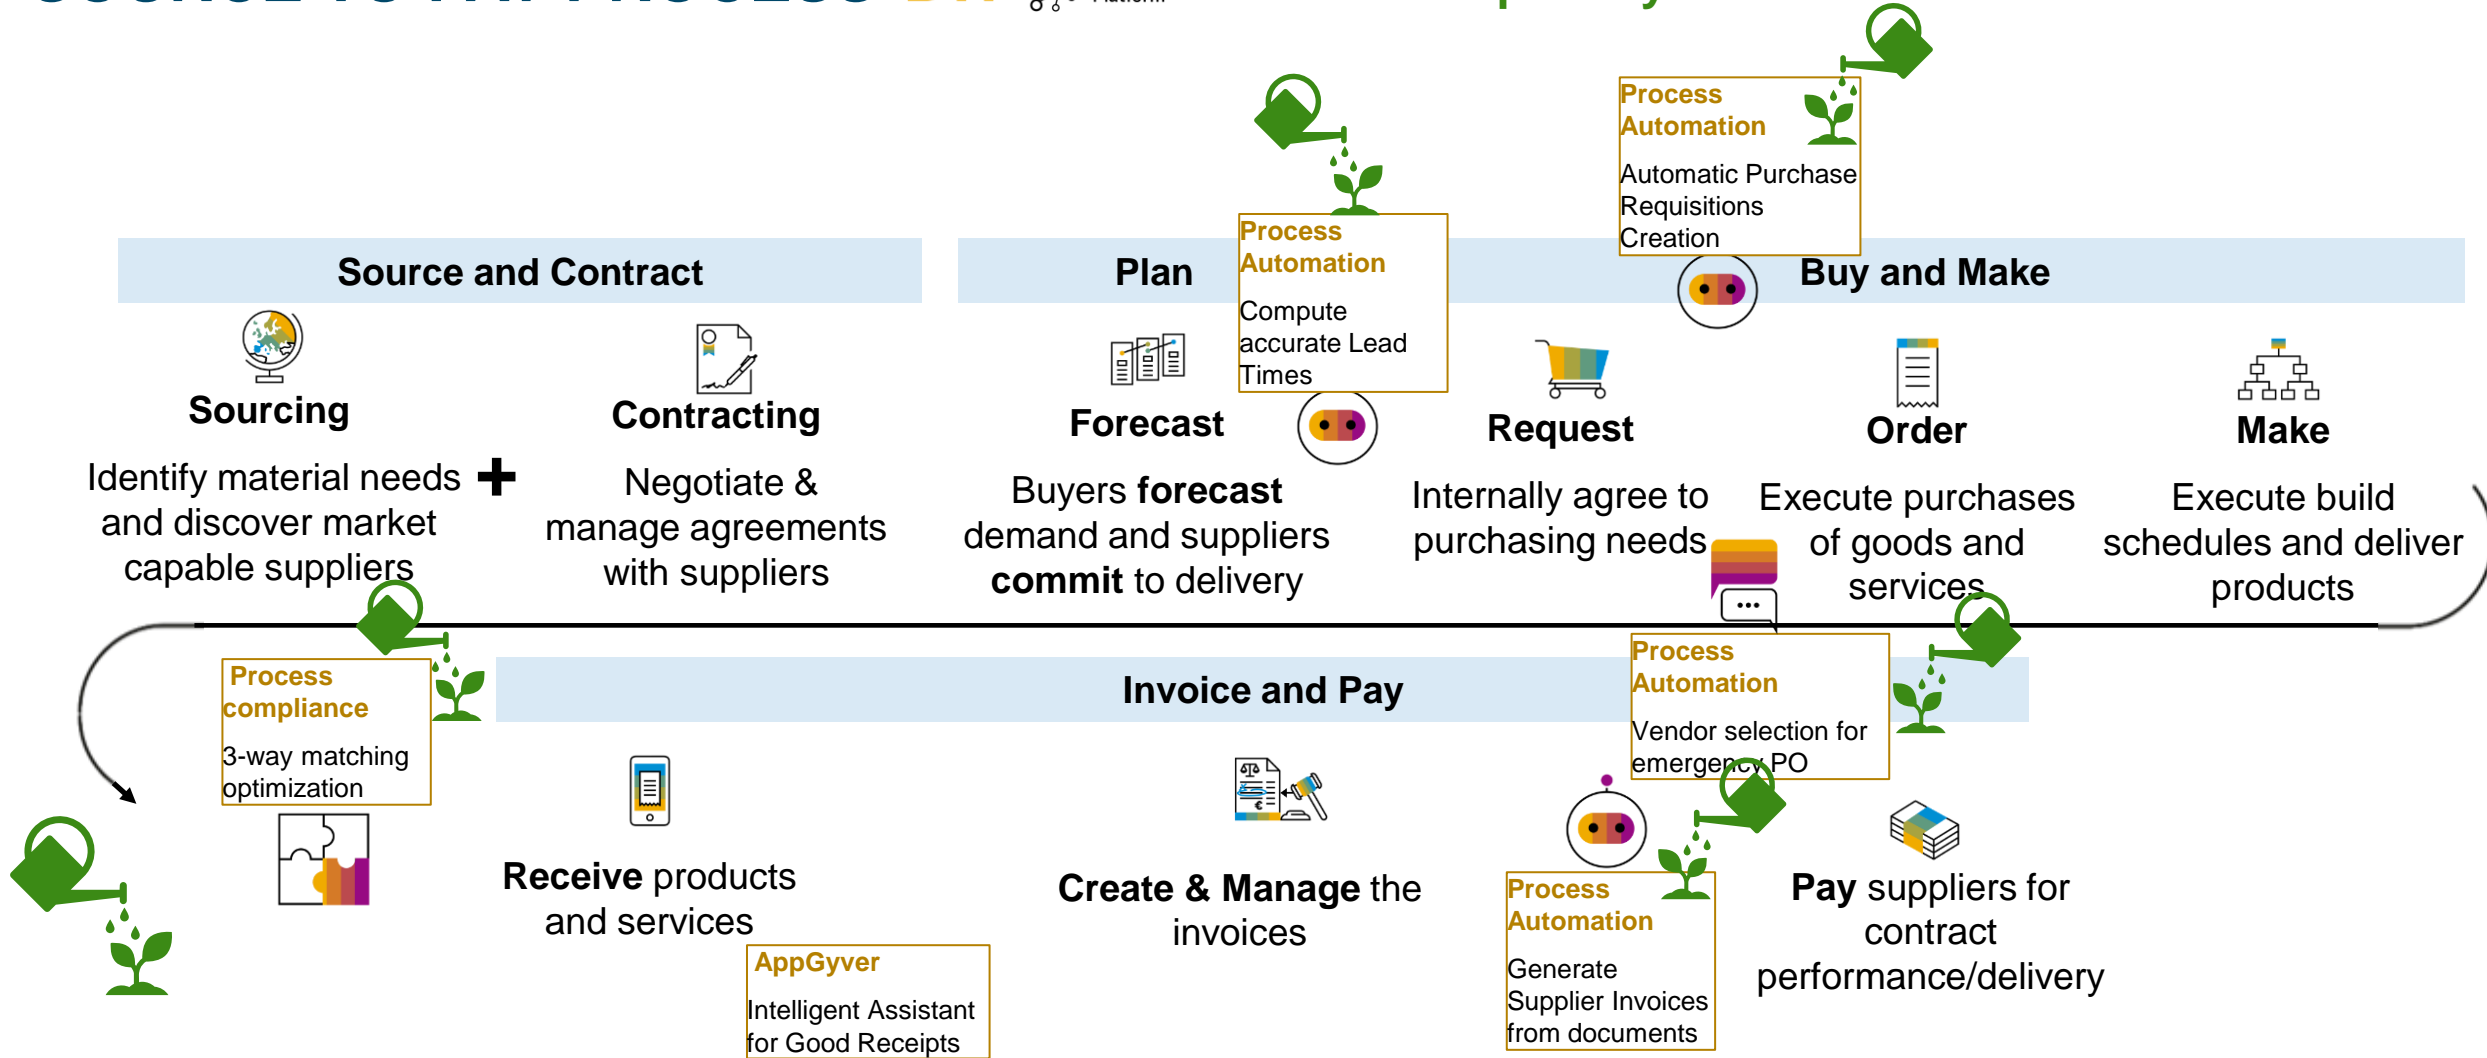 Process
Automation
Automatic Purchase
Requisitions
Creation
Process
Automation
Compute
accurate Lead
Times
Source and Contract
Plan
Buy and Make
Sourcing
Identify material needs
and discover market
capable suppliers
+
Contracting
Negotiate &
manage agreements
with suppliers
Forecast
Buyers forecast
demand and suppliers
commit to delivery
Request
Internally agree to
purchasing needs
Order
Execute purchases
of goods and
services
Make
Execute build
schedules and deliver
products
Process
compliance
3-way matching
optimization
Invoice and Pay
Process
Automation
Vendor selection for
emergency PO
Receive products
and services
AppGyver
Intelligent Assistant
for Good Receipts
Create & Manage the
invoices
Process
Automation
Generate
Supplier Invoices
from documents
Pay suppliers for
contract
performance/delivery